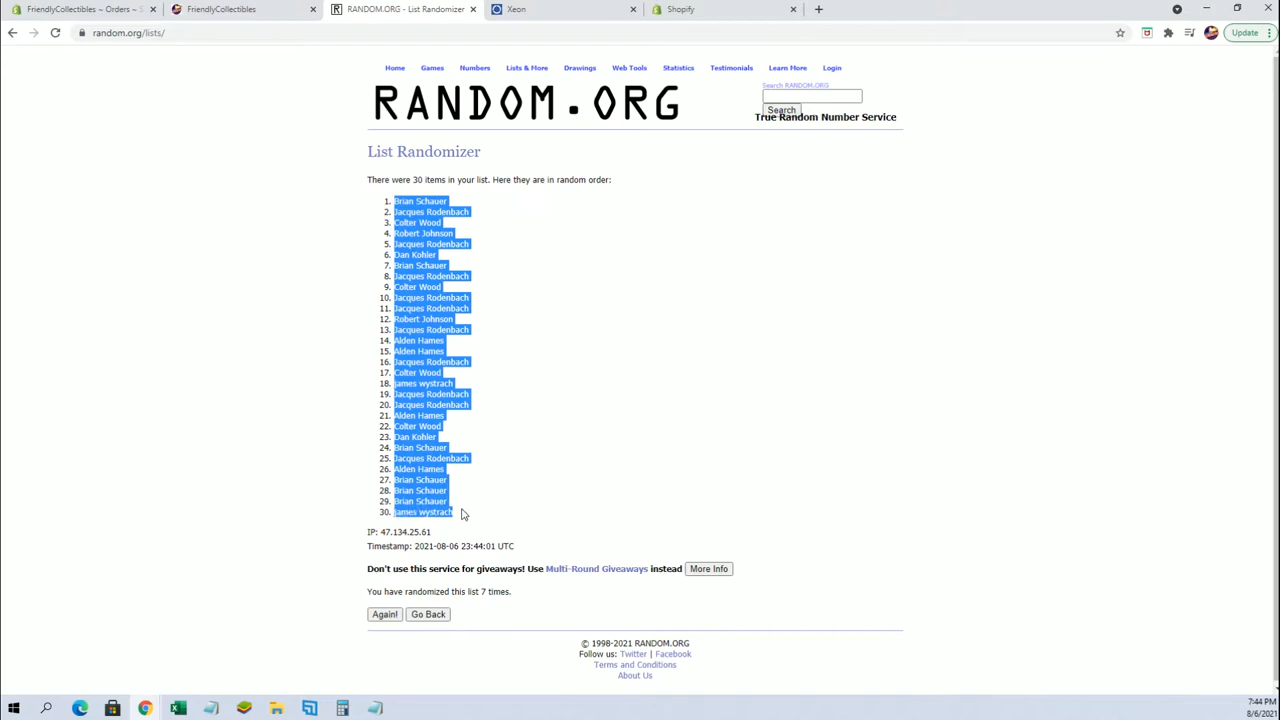 FriendlyCollectibles ~ Orders ~ S
FriendlyCollectibles
RANDOM.ORG - List Randomizer
Xeon
Shopify
random.org/lists/
Update
Home
Games
Numbers
Lists & More
Drawings
Web Tools
Statistics
Testimonials
Learn More
Login
RANDOM.ORG
Search RANDOM.ORG
Search
True Random Number Service
List Randomizer
There were 30 items in your list. Here they are in random order:
1. Brian Schauer
2. Jacques Rodenbach
3. Colter Wood
4. Robert Johnson
5. Jacques Rodenbach
6. Dan Kohler
7. Brian Schauer
8. Jacques Rodenbach
9. Colter Wood
10. Jacques Rodenbach
11. Jacques Rodenbach
12. Robert Johnson
13. Jacques Rodenbach
14. Alden Hames
15. Alden Hames
16. Jacques Rodenbach
17. Colter Wood
18. james wystrach
19. Jacques Rodenbach
20. Jacques Rodenbach
21. Alden Hames
22. Colter Wood
23. Dan Kohler
24. Brian Schauer
25. Jacques Rodenbach
26. Alden Hames
27. Brian Schauer
28. Brian Schauer
29. Brian Schauer
30. james wystrach
IP: 47.134.25.61
Timestamp: 2021-08-06 23:44:01 UTC
Don't use this service for giveaways! Use Multi-Round Giveaways instead More Info
You have randomized this list 7 times.
Again! Go Back
© 1998-2021 RANDOM.ORG
Follow us: Twitter | Facebook
Terms and Conditions
About Us
7:44 PM
8/6/2021